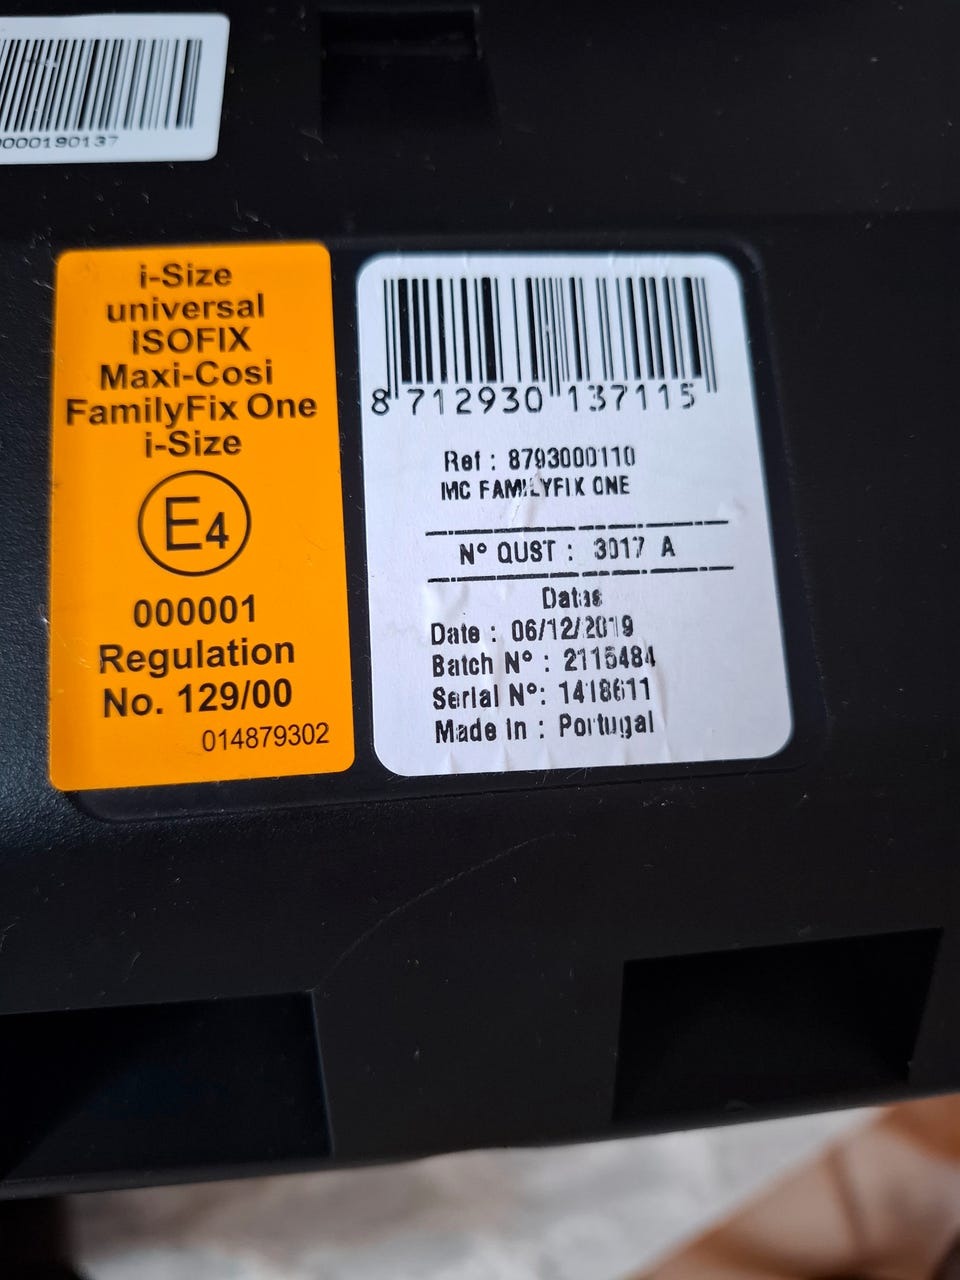 0000190137
i-Size
universal
ISOFIX
Maxi-Cosi
FamilyFix One
i-Size
E4
000001
Regulation
No. 129/00
014879302
8 712930 137115
Ref : 8793000110
MC FAMILYFIX ONE
N° QUST : 3017 A
Datas
Date : 06/12/2019
Batch N° : 2115484
Serial N° : 1418611
Made in : Portugal